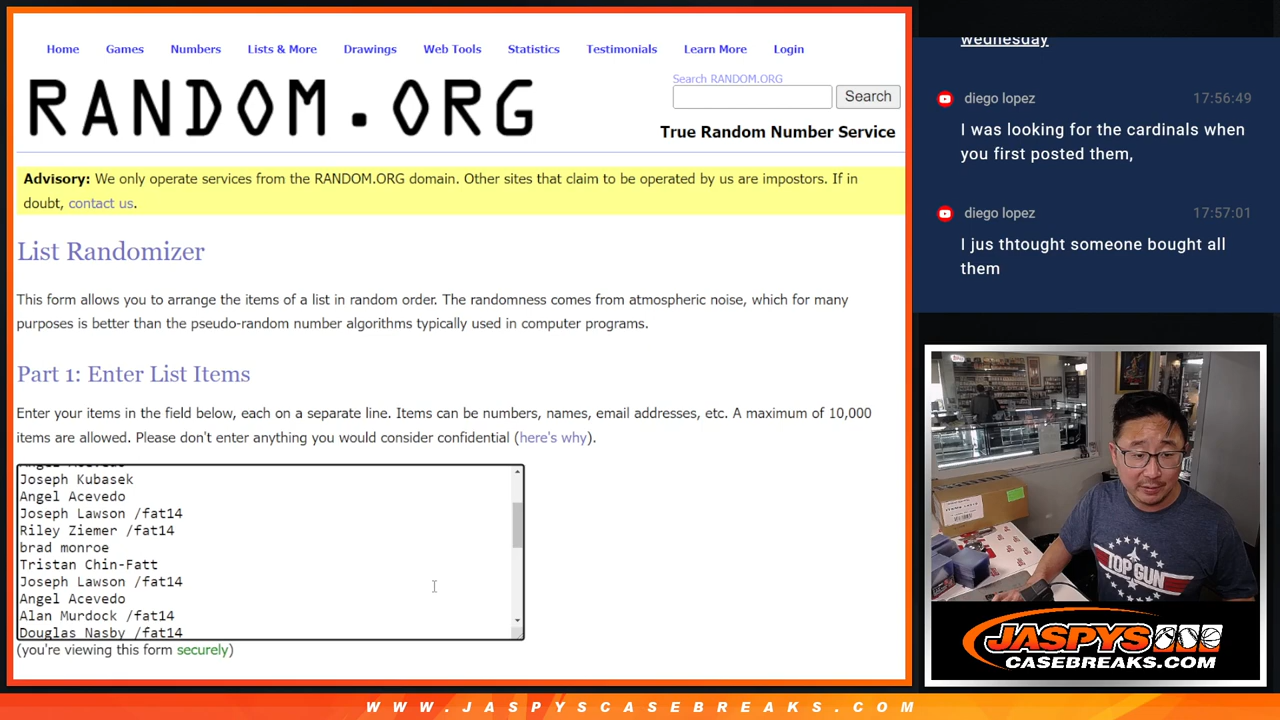 Home Games Numbers Lists & More Drawings Web Tools Statistics Testimonials Learn More Login
RANDOM.ORG
Search RANDOM.ORG
Search
True Random Number Service
Advisory: We only operate services from the RANDOM.ORG domain. Other sites that claim to be operated by us are impostors. If in
doubt, contact us.
List Randomizer
This form allows you to arrange the items of a list in random order. The randomness comes from atmospheric noise, which for many
purposes is better than the pseudo-random number algorithms typically used in computer programs.
Part 1: Enter List Items
Enter your items in the field below, each on a separate line. Items can be numbers, names, email addresses, etc. A maximum of 10,000
items are allowed. Please don't enter anything you would consider confidential (here's why).
Angel Acevedo
Joseph Kubasek
Angel Acevedo
Joseph Lawson /fat14
Riley Ziemer /fat14
brad monroe
Tristan Chin-Fatt
Joseph Lawson /fat14
Angel Acevedo
Alan Murdock /fat14
Douglas Nasby /fat14
(you're viewing this form securely)
wednesday
diego lopez 17:56:49
I was looking for the cardinals when
you first posted them,
diego lopez 17:57:01
I jus thtought someone bought all
them
TOP GUN
JASPYS
CASEBREAKS.COM
WWW.JASPYSCASEBREAKS.COM